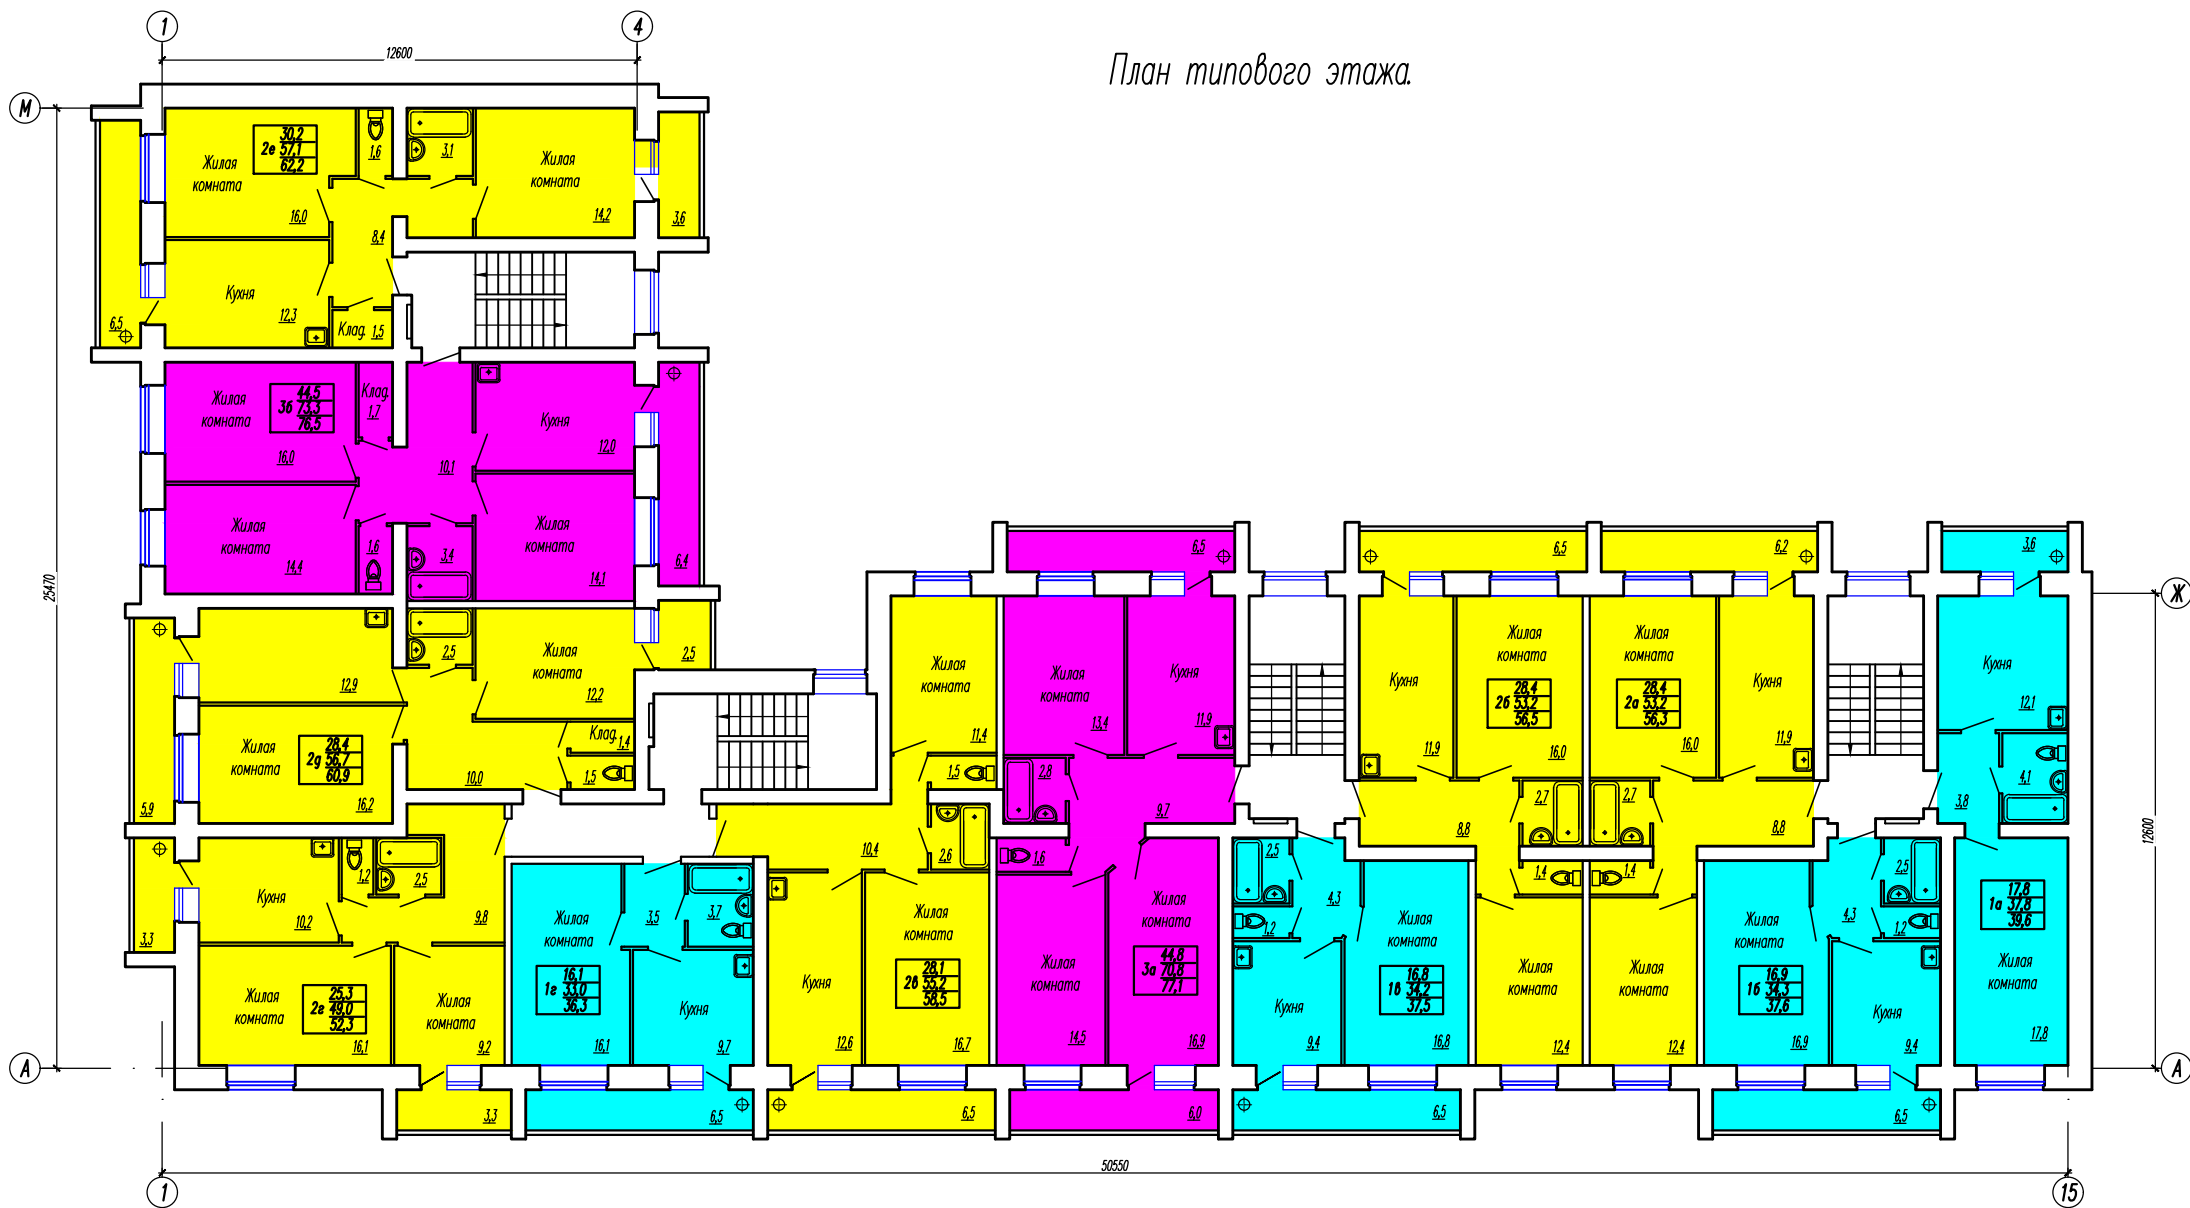 1
4
12600
План типового этажа.
М
25470
2е
30,2
57,1
62,2
Жилая
комната
16,0
1,6
3,1
Жилая
комната
14,2
3,6
8,4
Кухня
12,3
Клад.
1,5
6,5
3б
44,5
73,3
76,5
Жилая
комната
16,0
Клад.
1,7
Кухня
12,0
10,1
Жилая
комната
14,4
1,6
3,4
Жилая
комната
14,1
6,4
12,9
2,5
Жилая
комната
12,2
2,5
2д
28,4
56,7
60,9
Жилая
комната
16,2
5,9
10,0
Клад.
1,4
1,5
Кухня
10,2
1,2
2,5
9,8
3,3
2г
25,3
49,0
52,3
Жилая
комната
16,1
Жилая
комната
9,2
3,3
1г
16,1
33,0
36,3
Жилая
комната
16,1
3,5
3,7
Кухня
9,7
6,5
Жилая
комната
11,4
1,5
10,4
2,6
Кухня
12,6
2в
28,1
55,2
58,5
Жилая
комната
16,7
6,5
6,5
Жилая
комната
13,4
Кухня
11,9
2,8
9,7
1,6
Жилая
комната
14,5
3а
44,8
70,8
77,1
Жилая
комната
16,9
6,0
2,5
4,3
1,2
Кухня
9,4
1в
16,8
34,2
37,5
Жилая
комната
16,8
6,5
6,5
Кухня
11,9
2б
28,4
53,2
56,5
Жилая
комната
16,0
2,7
8,8
1,4
Жилая
комната
12,4
6,2
2а
28,4
53,2
56,3
Жилая
комната
16,0
Кухня
11,9
2,7
8,8
1,4
Жилая
комната
12,4
1б
16,9
34,3
37,6
Жилая
комната
16,9
4,3
2,5
1,2
Кухня
9,4
6,5
3,6
Кухня
12,1
3,8
4,1
1а
17,8
37,8
39,6
Жилая
комната
17,8
Ж
12600
А
А
50550
1
15